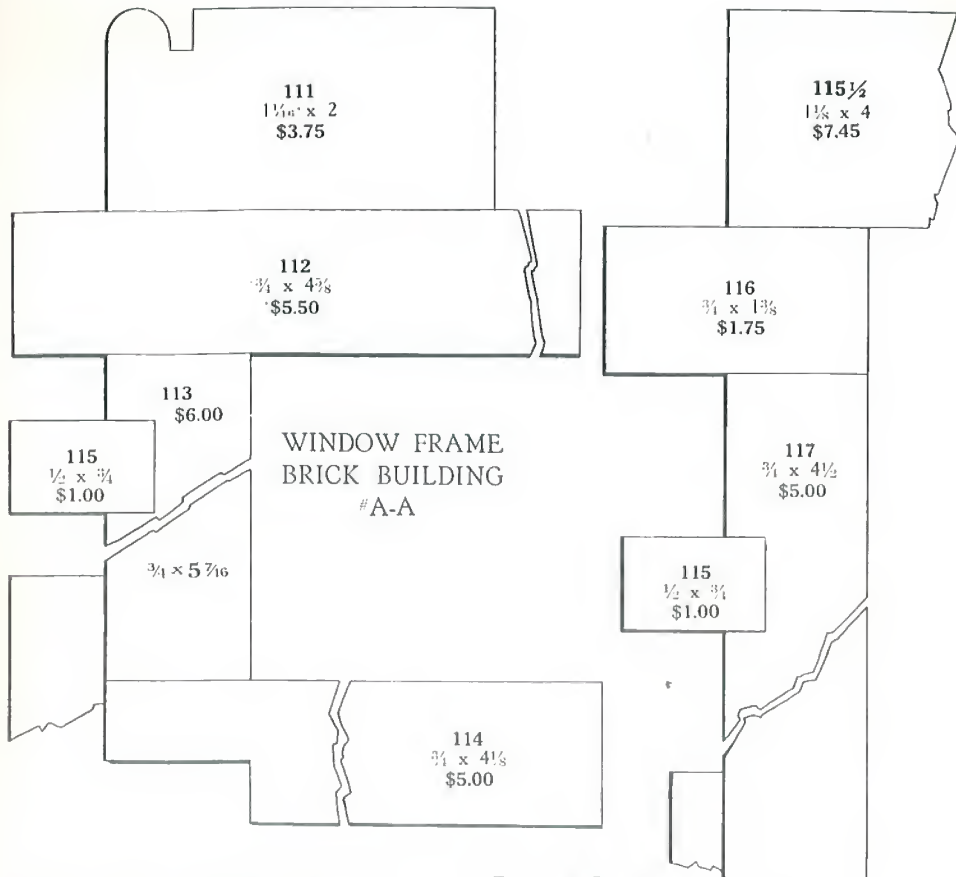 111
1 1/16" x 2
$3.75
115½
1⅛ x 4
$7.45
112
¾ x 4⅝
$5.50
116
¾ x 1⅜
$1.75
113
$6.00
115
½ x ¾
$1.00
¾ x 5 7/16
WINDOW FRAME
BRICK BUILDING
#A-A
117
¾ x 4½
$5.00
115
½ x ¾
$1.00
114
¾ x 4⅛
$5.00